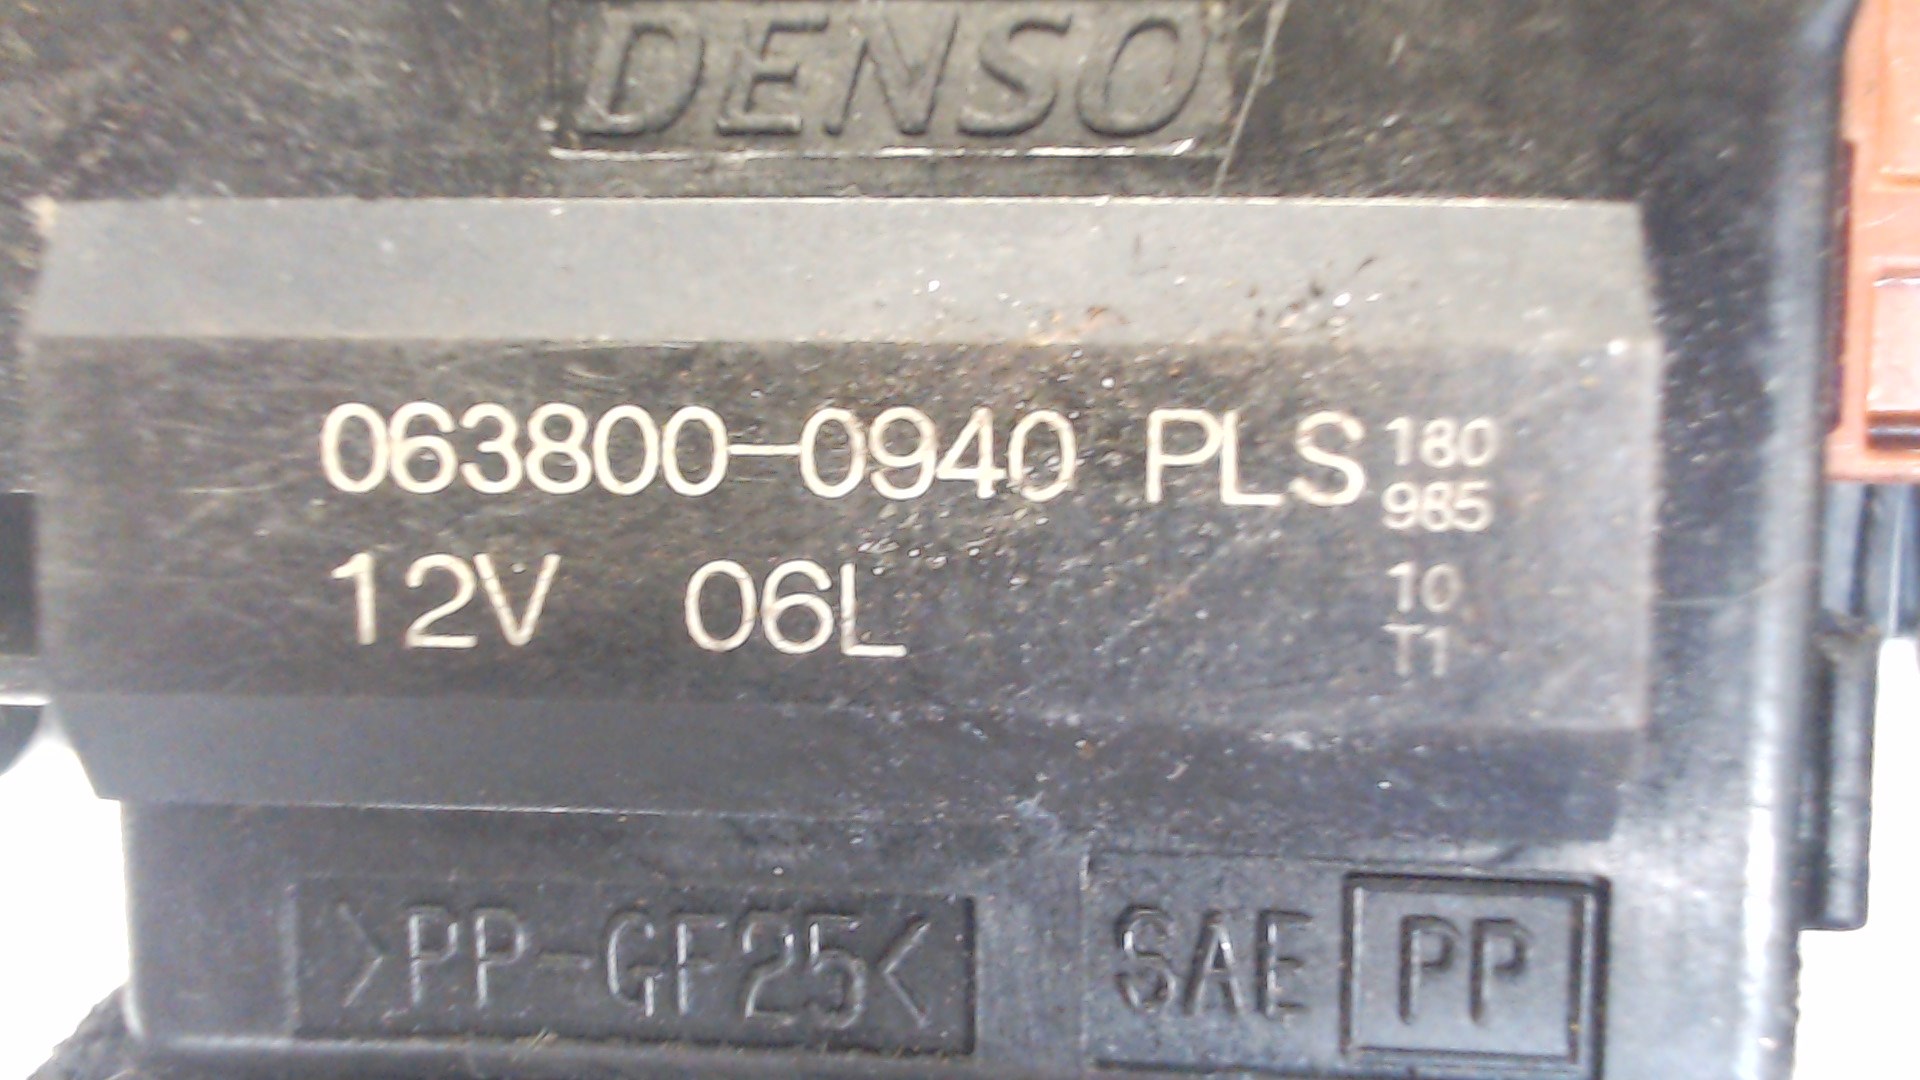 DENSO
063800-0940 PLS
180
985
12V 06L
10
T1
>PP-GF25<
SAE PP